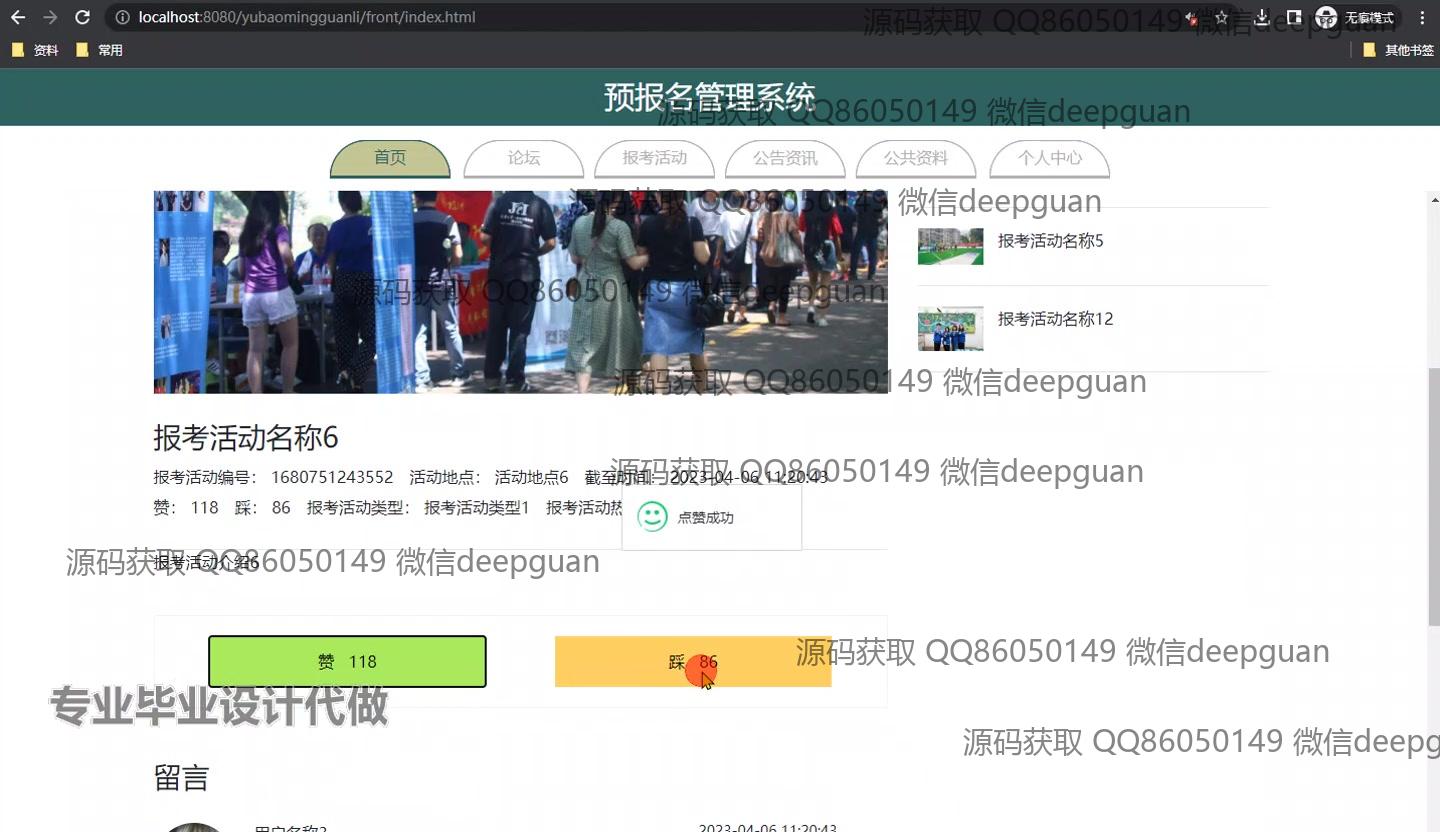 localhost:8080/yubaomingguanli/front/index.html
无痕模式
资料 常用 其他书签
源码获取 QQ86050149 微信deepguan
预报名管理系统
源码获取 QQ86050149 微信deepguan
首页 论坛 报考活动 公告资讯 公共资料 个人中心
源码获取 QQ86050149 微信deepguan
报考活动名称5
源码获取 QQ86050149 微信deepguan
报考活动名称12
源码获取 QQ86050149 微信deepguan
报考活动名称6
报考活动编号： 1680751243552 活动地点： 活动地点6 截至时间： 2023-04-06 11:20:43
源码获取 QQ86050149 微信deepguan
赞： 118 踩： 86 报考活动类型： 报考活动类型1 报考活动热
点赞成功
报考活动介绍6
源码获取 QQ86050149 微信deepguan
赞 118 踩 86
源码获取 QQ86050149 微信deepguan
专业毕业设计代做
源码获取 QQ86050149 微信deepg
留言
用户名称2 2023-04-06 11:20:43